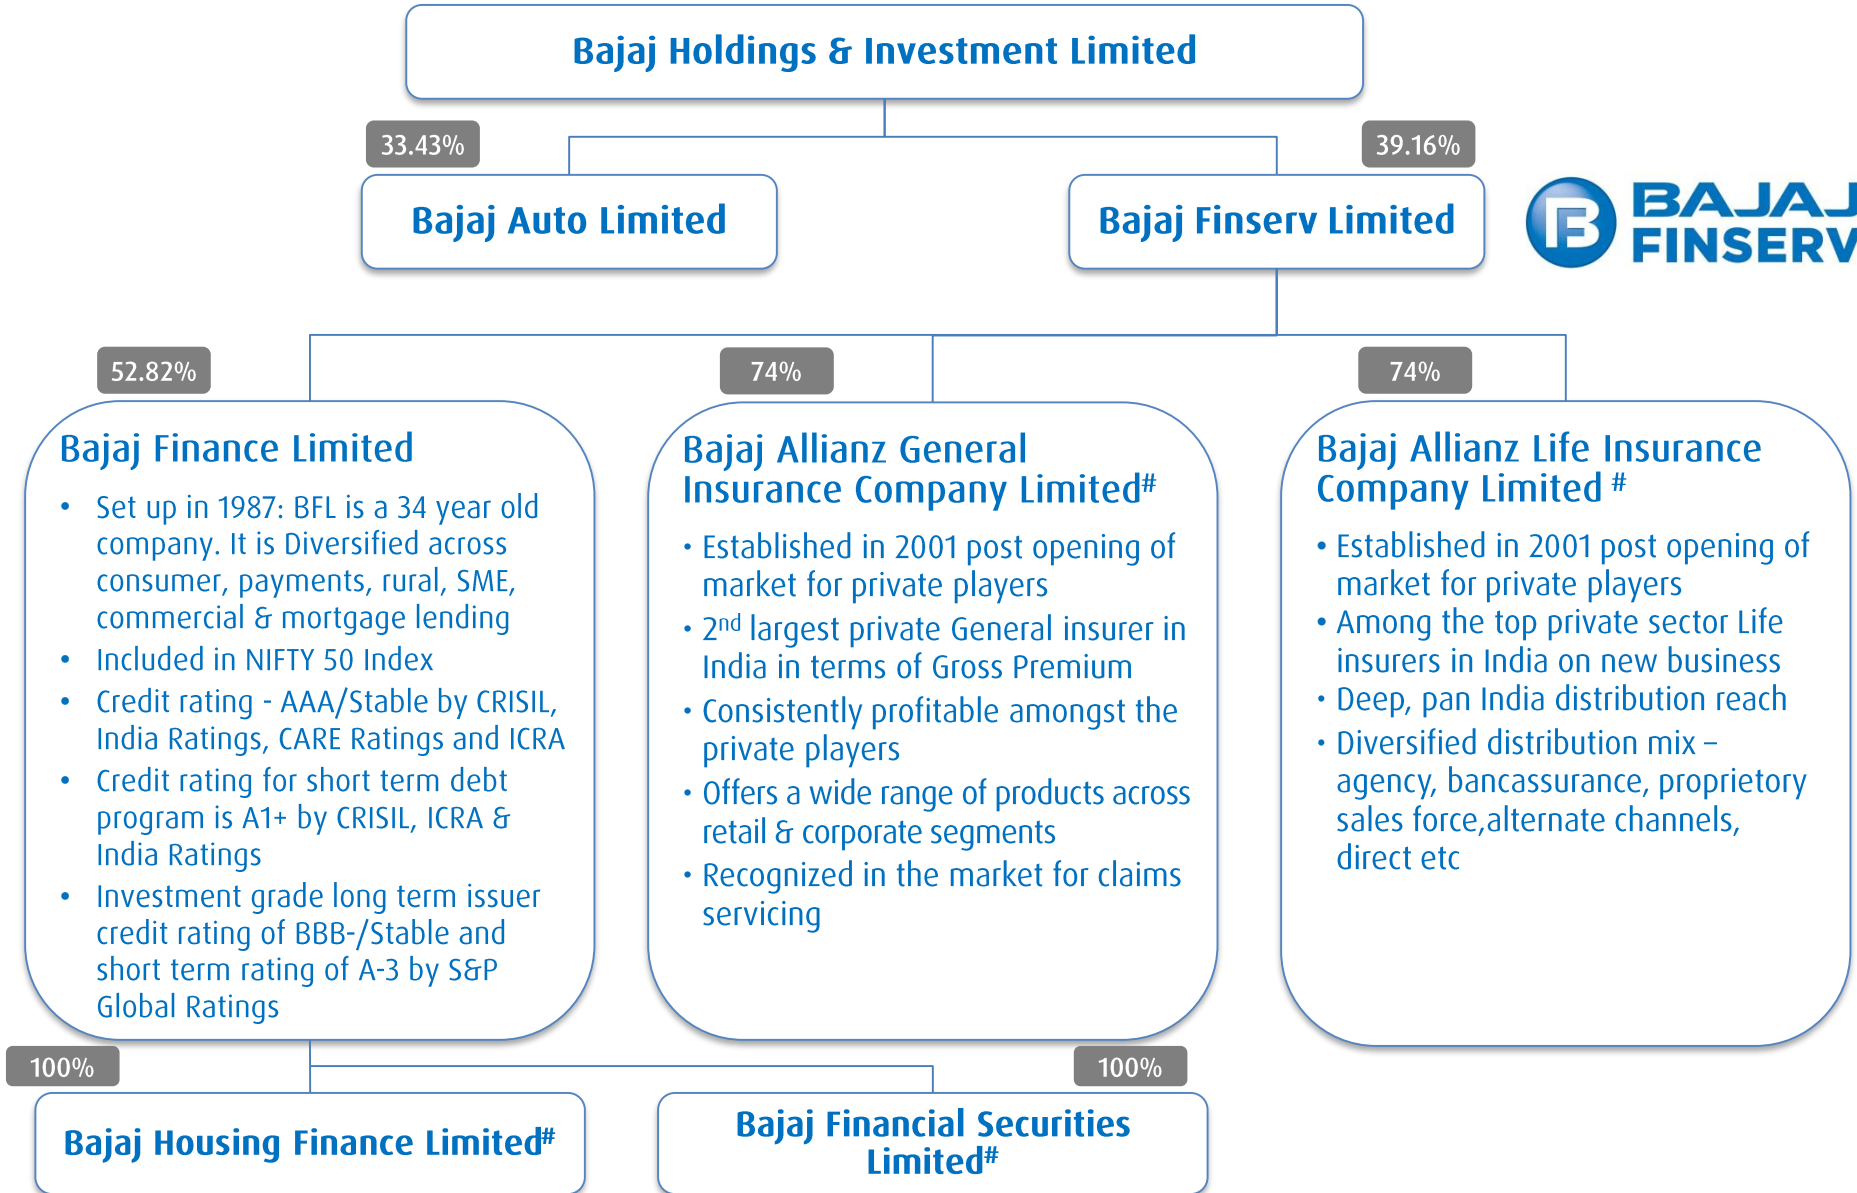 Bajaj Holdings & Investment Limited
33.43%
39.16%
Bajaj Auto Limited
Bajaj Finserv Limited
BAJAJ
FINSERV
52.82%
74%
74%
Bajaj Finance Limited
• Set up in 1987: BFL is a 34 year old
company. It is Diversified across
consumer, payments, rural, SME,
commercial & mortgage lending
• Included in NIFTY 50 Index
• Credit rating - AAA/Stable by CRISIL,
India Ratings, CARE Ratings and ICRA
• Credit rating for short term debt
program is A1+ by CRISIL, ICRA &
India Ratings
• Investment grade long term issuer
credit rating of BBB-/Stable and
short term rating of A-3 by S&P
Global Ratings
Bajaj Allianz General
Insurance Company Limited#
• Established in 2001 post opening of
market for private players
• 2nd largest private General insurer in
India in terms of Gross Premium
• Consistently profitable amongst the
private players
• Offers a wide range of products across
retail & corporate segments
• Recognized in the market for claims
servicing
Bajaj Allianz Life Insurance
Company Limited #
• Established in 2001 post opening of
market for private players
• Among the top private sector Life
insurers in India on new business
• Deep, pan India distribution reach
• Diversified distribution mix –
agency, bancassurance, proprietory
sales force,alternate channels,
direct etc
100%
100%
Bajaj Housing Finance Limited#
Bajaj Financial Securities
Limited#